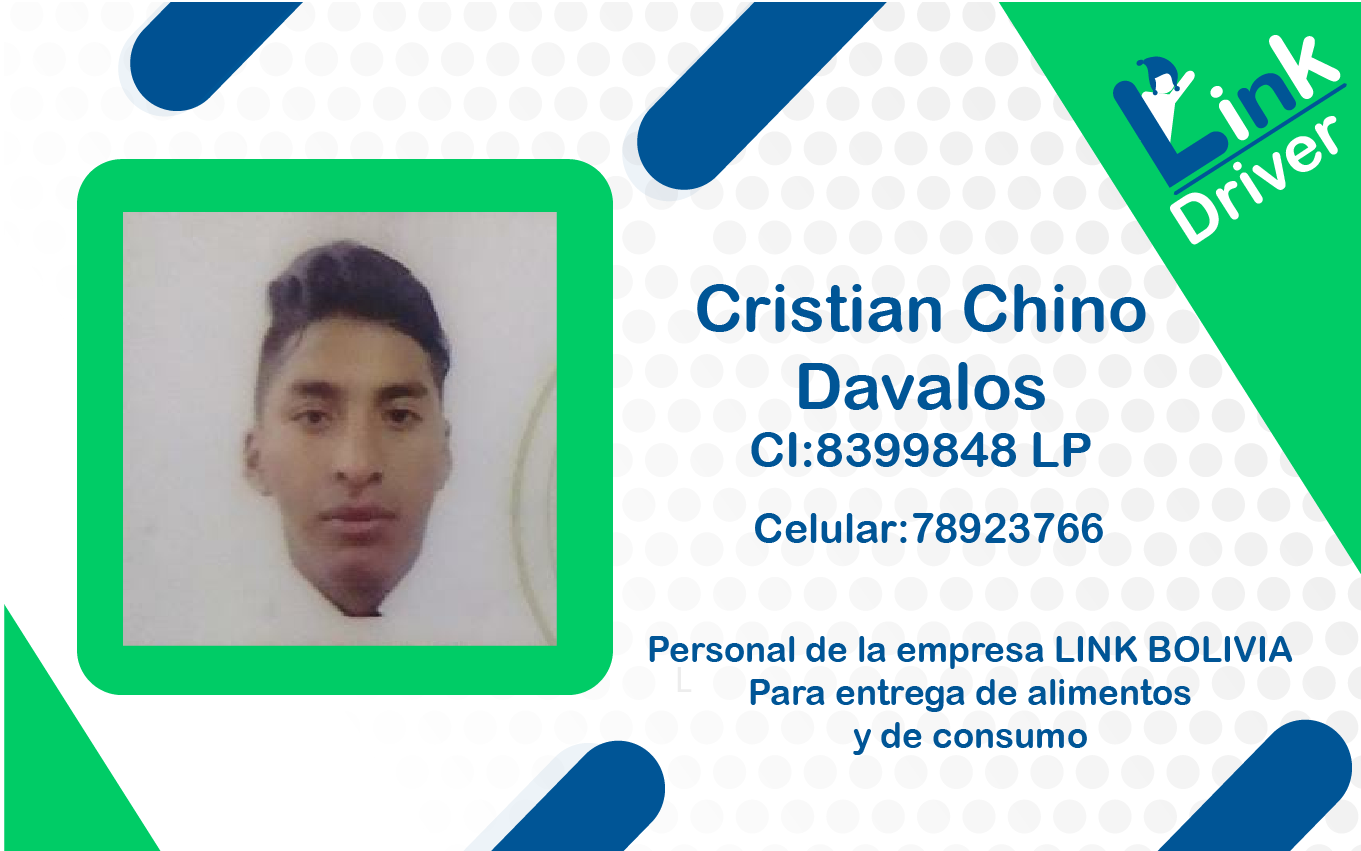 Link
Driver
Cristian Chino
Davalos
CI:8399848 LP
Celular:78923766
Personal de la empresa LINK BOLIVIA
L
Para entrega de alimentos
y de consumo